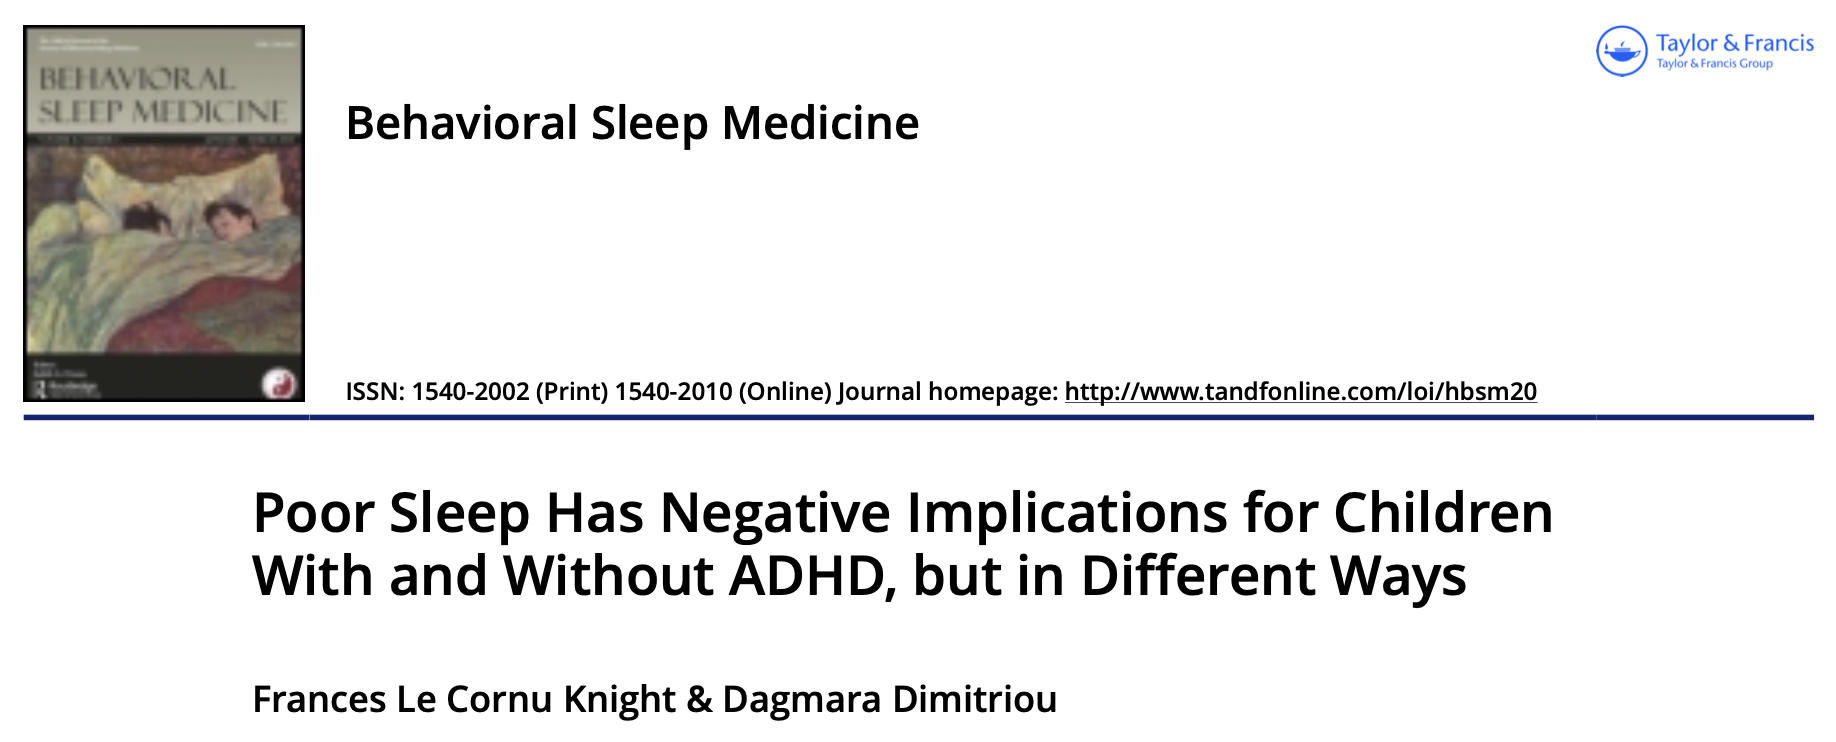 BEHAVIORAL
SLEEP MEDICINE
Routledge
Taylor & Francis
Taylor & Francis Group
Behavioral Sleep Medicine
ISSN: 1540-2002 (Print) 1540-2010 (Online) Journal homepage: http://www.tandfonline.com/loi/hbsm20
Poor Sleep Has Negative Implications for Children
With and Without ADHD, but in Different Ways
Frances Le Cornu Knight & Dagmara Dimitriou